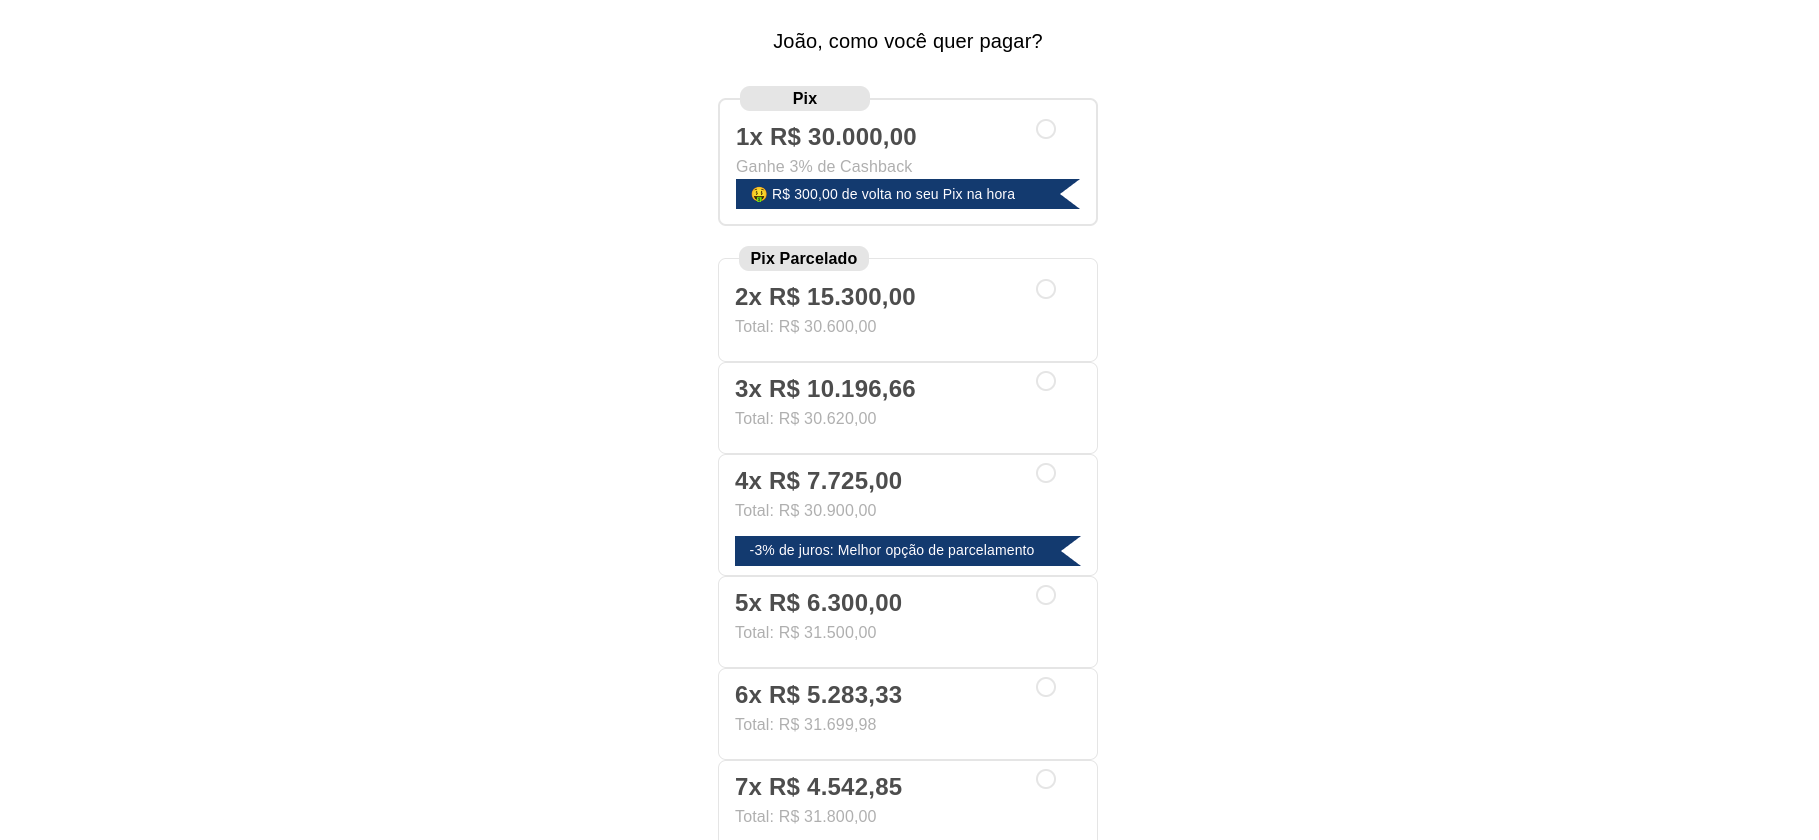 João, como você quer pagar?
Pix
1x R$ 30.000,00
Ganhe 3% de Cashback
🤑 R$ 300,00 de volta no seu Pix na hora
Pix Parcelado
2x R$ 15.300,00
Total: R$ 30.600,00
3x R$ 10.196,66
Total: R$ 30.620,00
4x R$ 7.725,00
Total: R$ 30.900,00
-3% de juros: Melhor opção de parcelamento
5x R$ 6.300,00
Total: R$ 31.500,00
6x R$ 5.283,33
Total: R$ 31.699,98
7x R$ 4.542,85
Total: R$ 31.800,00